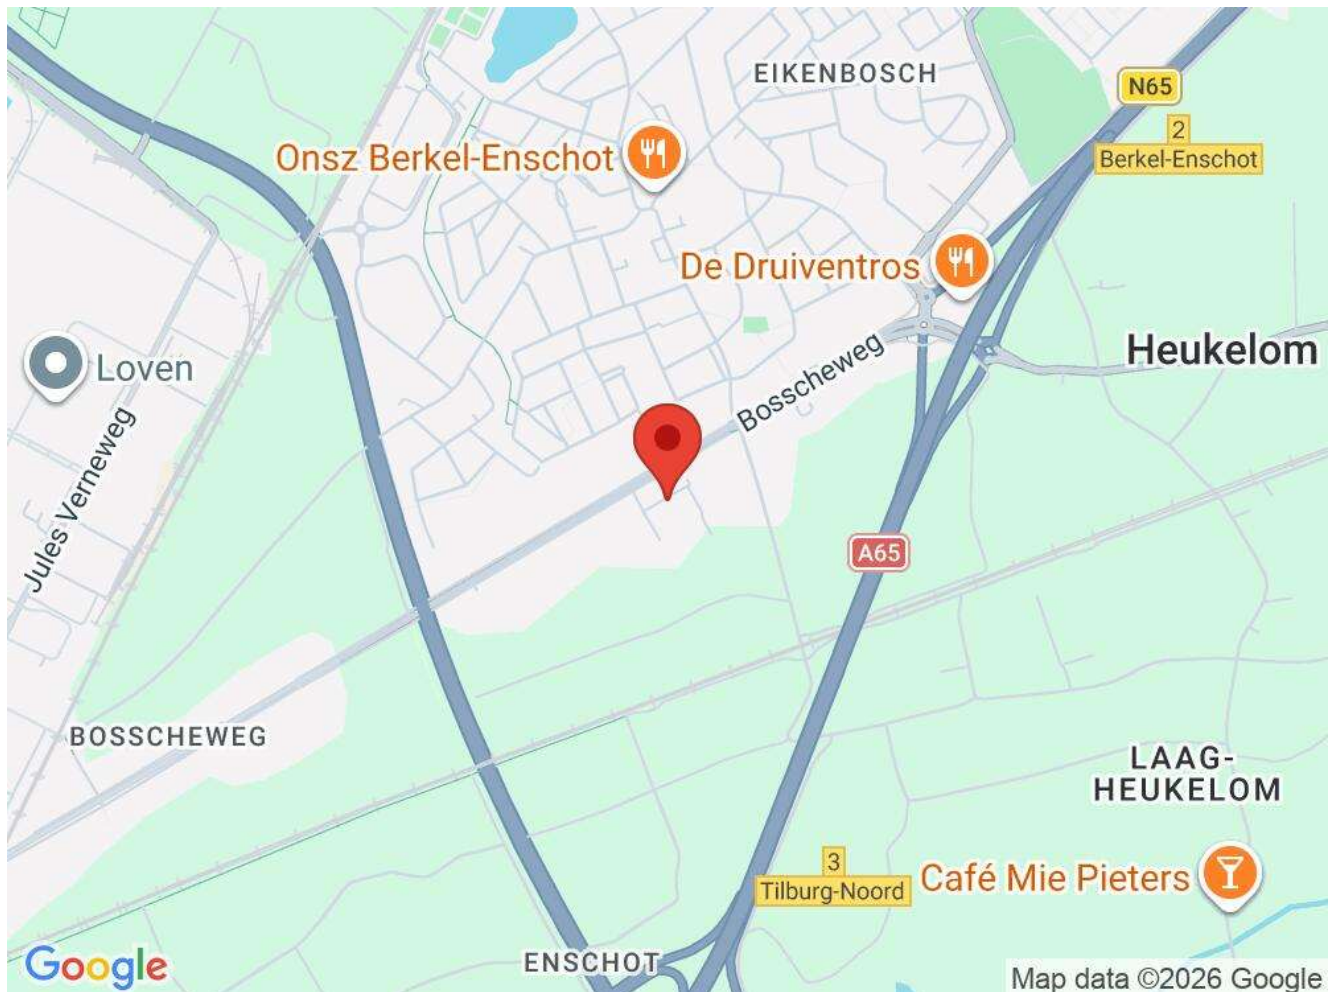 EIKENBOSCH
N65
2
Berkel-Enschot
Onsz Berkel-Enschot
De Druiventros
Heukelom
Bosscheweg
Loven
Jules Verneweg
A65
BOSSCHEWEG
LAAG-
HEUKELOM
3
Tilburg-Noord
Café Mie Pieters
ENSCHOT
Google
Map data ©2026 Google